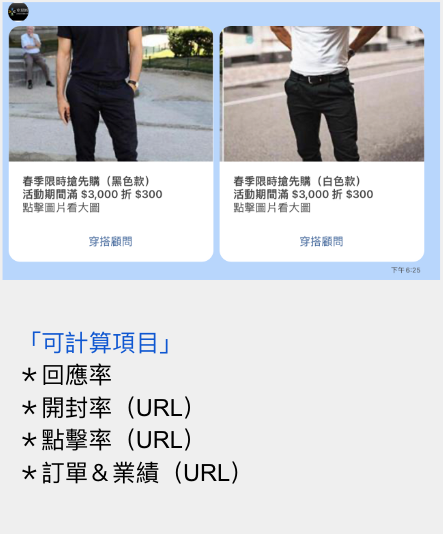 春季限時搶先購（黑色款）
活動期間滿 $3,000 折 $300
點擊圖片看大圖
穿搭顧問
春季限時搶先購（白色款）
活動期間滿 $3,000 折 $300
點擊圖片看大圖
穿搭顧問
下午 6:25
「可計算項目」
＊回應率
＊開封率（URL）
＊點擊率（URL）
＊訂單＆業績（URL）